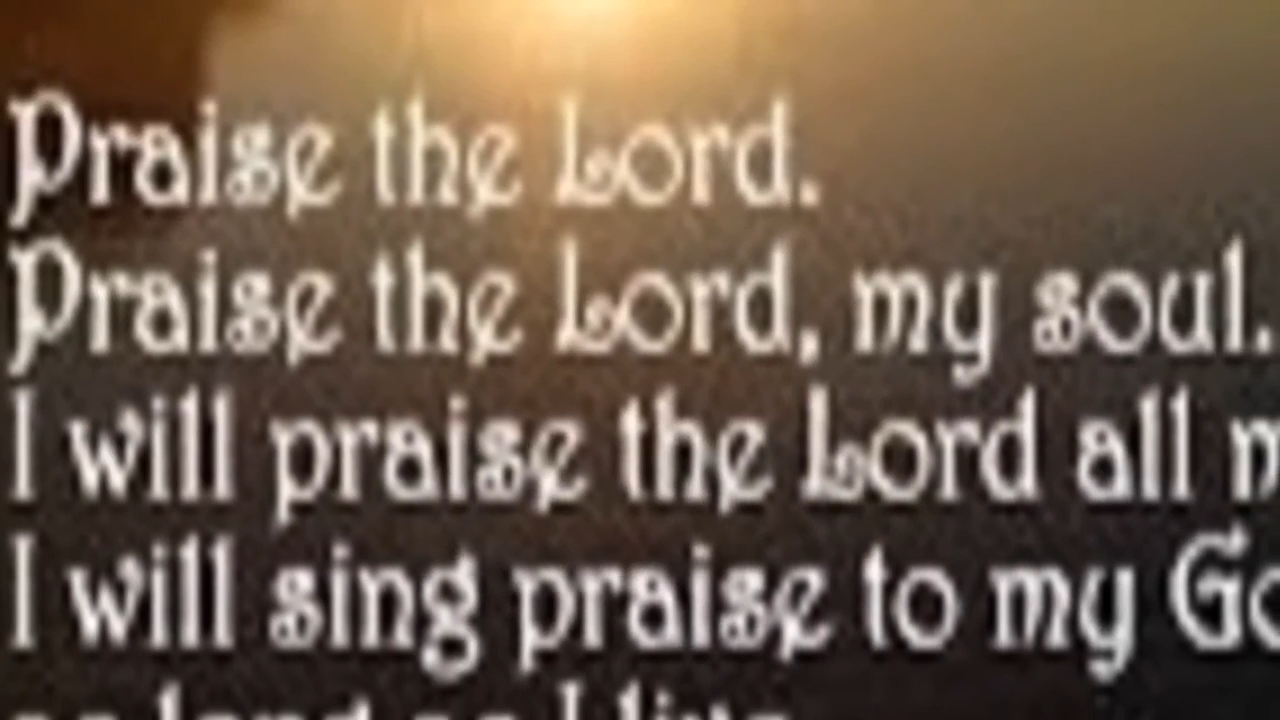 Praise the Lord.
Praise the Lord, my soul.
I will praise the Lord all
I will sing praise to my